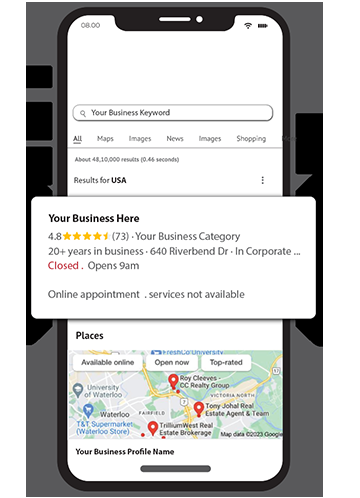 08.00
Your Business Keyword
All Maps Images News Images Shopping
About 48,10,000 results (0.46 seconds)
Results for USA
Your Business Here
4.8 (73) · Your Business Category
20+ years in business · 640 Riverbend Dr · In Corporate ...
Closed . Opens 9am
Online appointment . services not available
Places
FreshCo University
Available online Open now Top-rated
Roy Cleeves -
CC Realty Group
University
of Waterloo
VICTORIA NORTH
Waterloo
FAIRFIELD
Tony Johal Real
Estate Agent & Team
T&T Supermarket
(Waterloo Store)
TrilliumWest Real
Estate Brokerage
Map data ©2023 Google
Your Business Profile Name